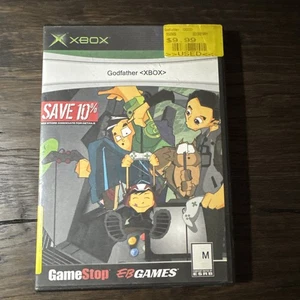 XBOX
$9.99
USED
Godfather <XBOX>
SAVE 10%
GameStop
EB GAMES
M
ESRB